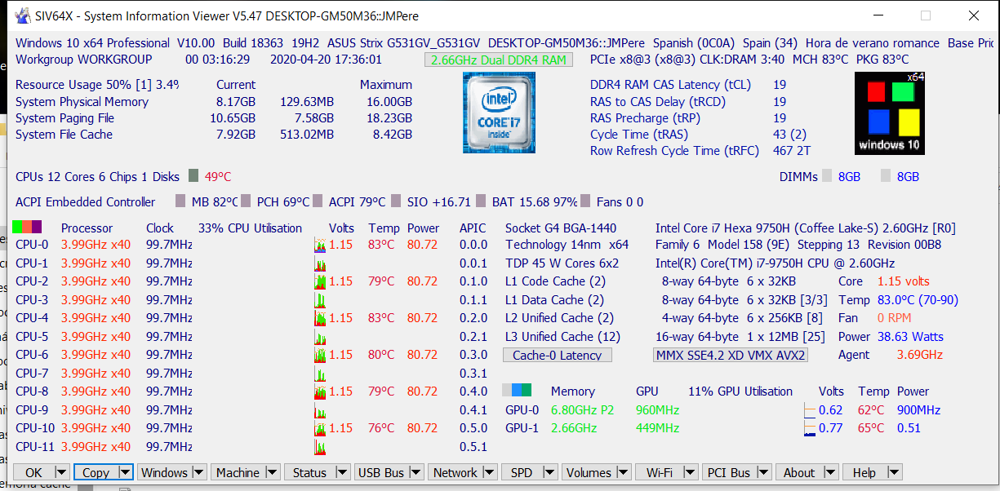 SIV64X - System Information Viewer V5.47 DESKTOP-GM50M36::JMPere
Windows 10 x64 Professional V10.00 Build 18363 19H2 ASUS Strix G531GV_G531GV DESKTOP-GM50M36::JMPere Spanish (0C0A) Spain (34) Hora de verano romance Base
Workgroup WORKGROUP 00 03:16:29 2020-04-20 17:36:01 2.66GHz Dual DDR4 RAM PCIe x8@3 (x8@3) CLK:DRAM 3:40 MCH 83ºC PKG 83ºC
Resource Usage 50% [1] 3.4% Current Maximum
System Physical Memory 8.17GB 129.63MB 16.00GB
System Paging File 10.65GB 7.58GB 18.23GB
System File Cache 7.92GB 513.02MB 8.42GB
intel CORE i7 inside
DDR4 RAM CAS Latency (tCL) 19
RAS to CAS Delay (tRCD) 19
RAS Precharge (tRP) 19
Cycle Time (tRAS) 43 (2)
Row Refresh Cycle Time (tRFC) 467 2T
x64
windows 10
CPUs 12 Cores 6 Chips 1 Disks 49ºC DIMMs 8GB 8GB
ACPI Embedded Controller MB 82ºC PCH 69ºC ACPI 79ºC SIO +16.71 BAT 15.68 97% Fans 0 0
Processor Clock 33% CPU Utilisation Volts Temp Power APIC
CPU-0 3.99GHz x40 99.7MHz 1.15 83ºC 80.72 0.0.0
CPU-1 3.99GHz x40 99.7MHz 0.0.1
CPU-2 3.99GHz x40 99.7MHz 1.15 79ºC 80.72 0.1.0
CPU-3 3.99GHz x40 99.7MHz 0.1.1
CPU-4 3.99GHz x40 99.7MHz 1.15 83ºC 80.72 0.2.0
CPU-5 3.99GHz x40 99.7MHz 0.2.1
CPU-6 3.99GHz x40 99.7MHz 1.15 80ºC 80.72 0.3.0
CPU-7 3.99GHz x40 99.7MHz 0.3.1
CPU-8 3.99GHz x40 99.7MHz 1.15 79ºC 80.72 0.4.0
CPU-9 3.99GHz x40 99.7MHz 0.4.1
CPU-10 3.99GHz x40 99.7MHz 1.15 76ºC 80.72 0.5.0
CPU-11 3.99GHz x40 99.7MHz 0.5.1
Socket G4 BGA-1440 Intel Core i7 Hexa 9750H (Coffee Lake-S) 2.60GHz [R0]
Technology 14nm x64 Family 6 Model 158 (9E) Stepping 13 Revision 00B8
TDP 45 W Cores 6x2 Intel(R) Core(TM) i7-9750H CPU @ 2.60GHz
L1 Code Cache (2) 8-way 64-byte 6 x 32KB Core 1.15 volts
L1 Data Cache (2) 8-way 64-byte 6 x 32KB [3/3] Temp 83.0ºC (70-90)
L2 Unified Cache (2) 4-way 64-byte 6 x 256KB [8] Fan 0 RPM
L3 Unified Cache (12) 16-way 64-byte 1 x 12MB [25] Power 38.63 Watts
Cache-0 Latency MMX SSE4.2 XD VMX AVX2 Agent 3.69GHz
Memory GPU 11% GPU Utilisation Volts Temp Power
GPU-0 6.80GHz P2 960MHz 0.62 62ºC 900MHz
GPU-1 2.66GHz 449MHz 0.77 65ºC 0.51
OK Copy Windows Machine Status USB Bus Network SPD Volumes Wi-Fi PCI Bus About Help